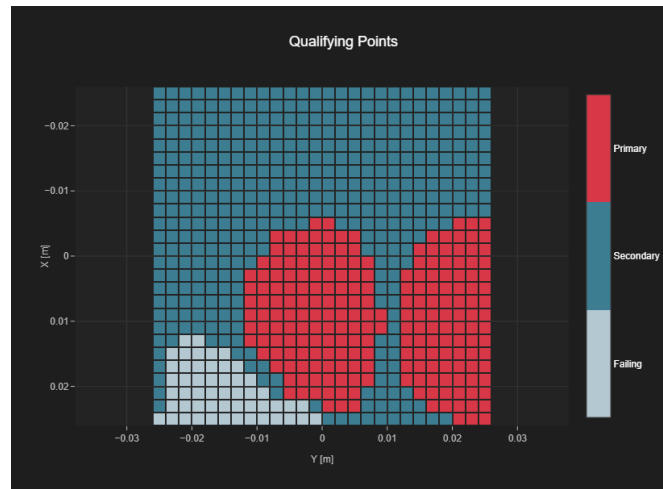 Qualifying Points
−0.02
−0.01
0
0.01
0.02
X [m]
−0.03
−0.02
−0.01
0
0.01
0.02
0.03
Y [m]
Primary
Secondary
Failing